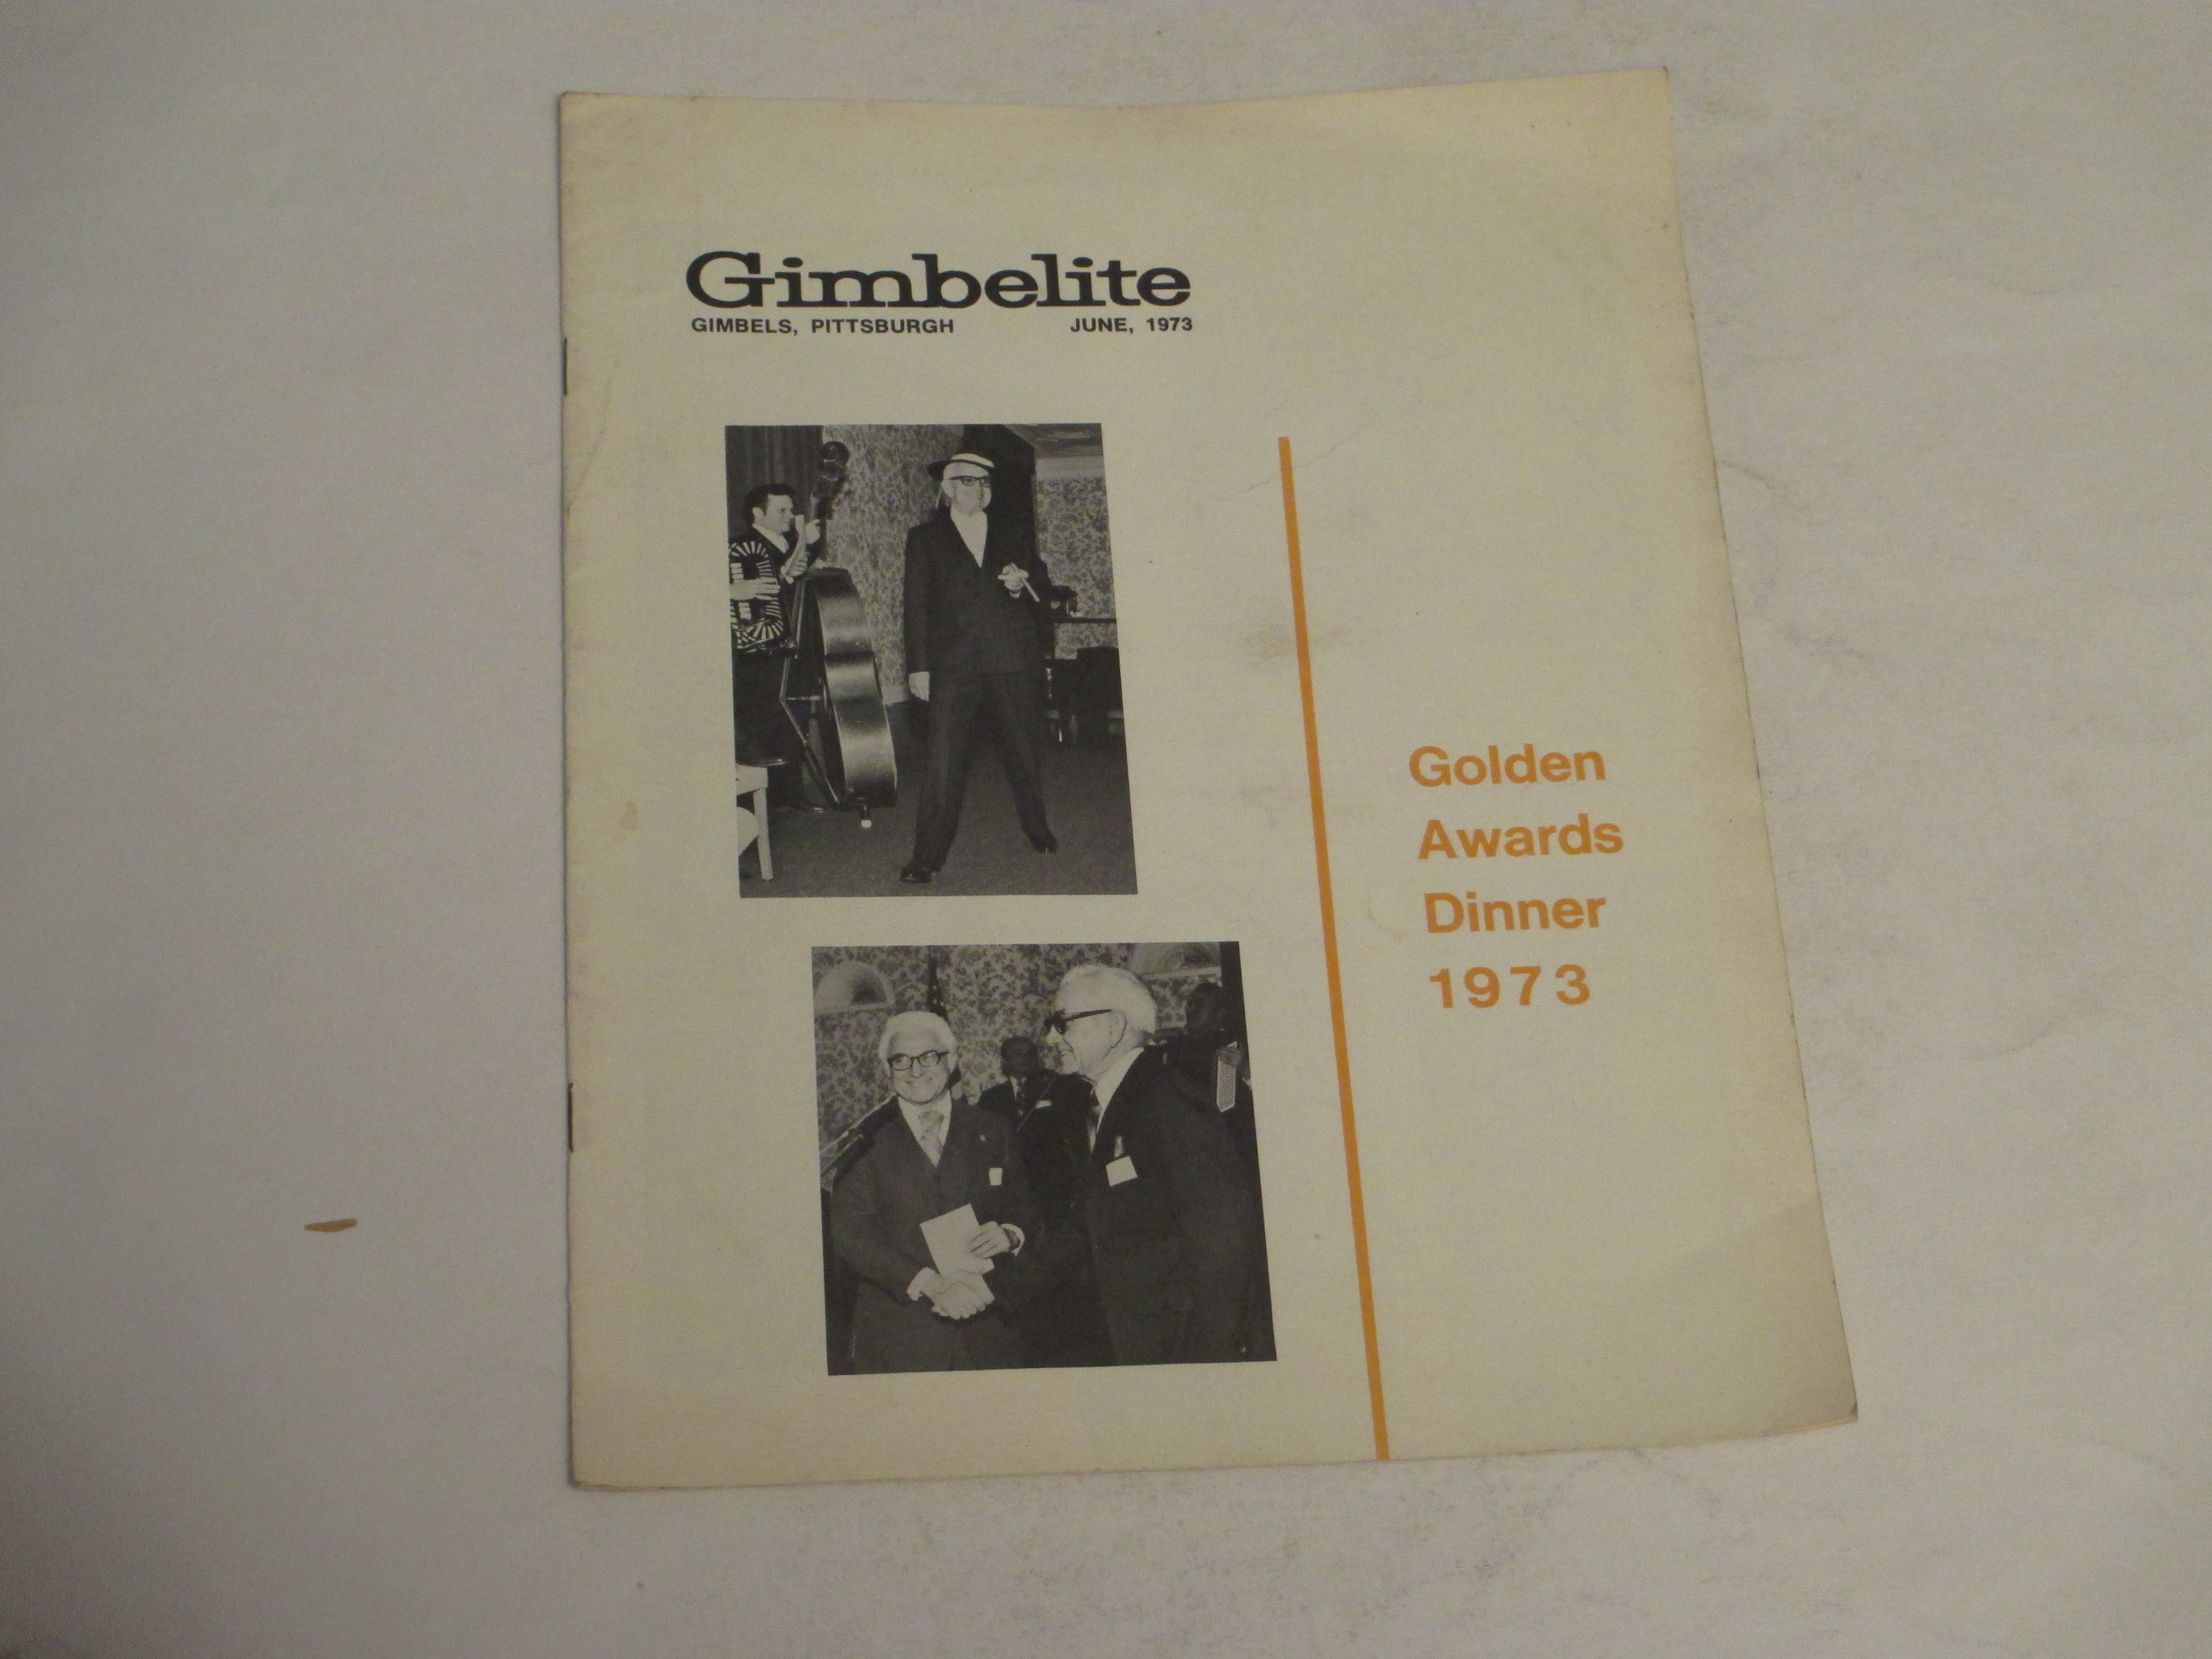 Gimbelite
GIMBELS, PITTSBURGH JUNE, 1973
Golden
Awards
Dinner
1973